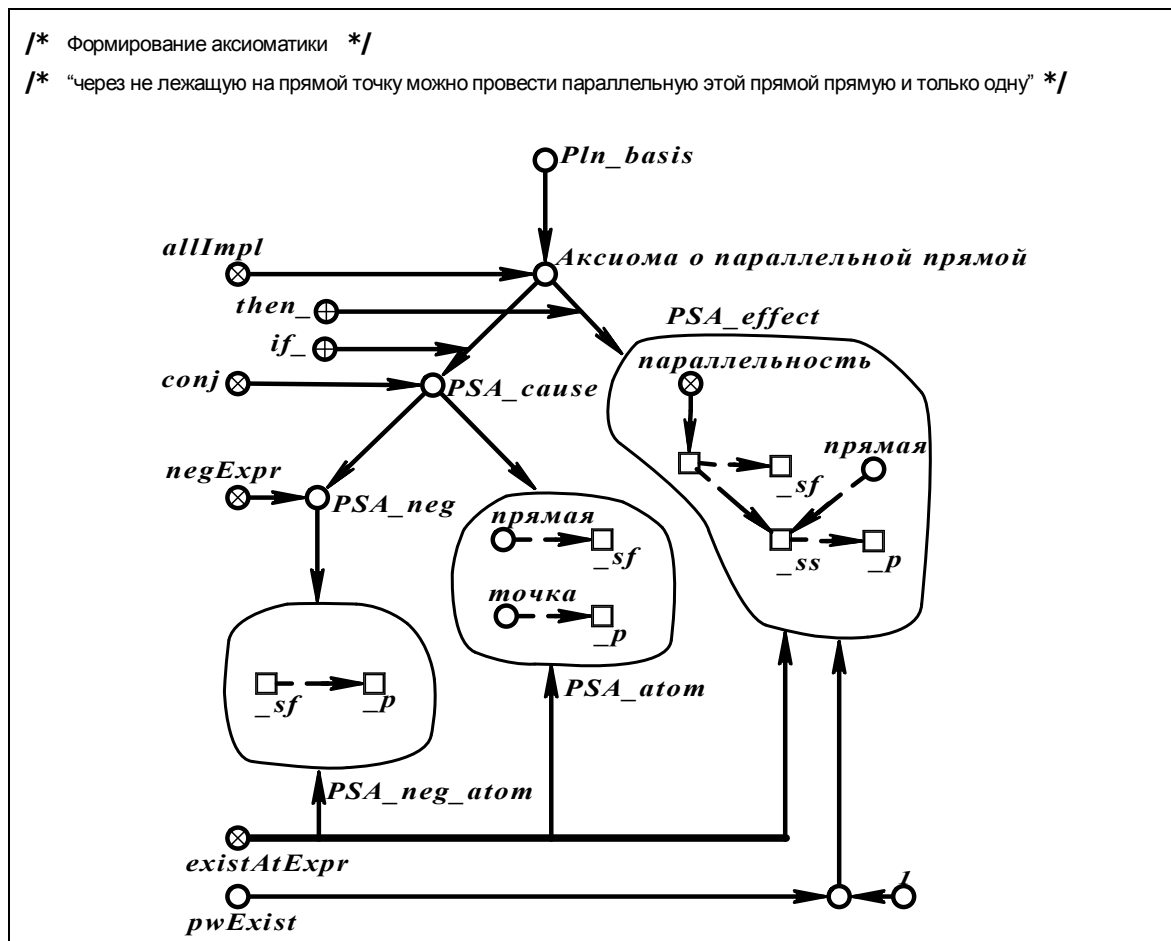 /* Формирование аксиоматики */
/* “через не лежащую на прямой точку можно провести параллельную этой прямой прямую и только одну” */
Pln_basis
allImpl
Аксиома о параллельной прямой
then_
PSA_effect
if_
параллельность
conj
PSA_cause
прямая
negExpr
_sf
PSA_neg
прямая
_sf
_ss
_p
точка
_p
PSA_atom
_sf
_p
PSA_neg_atom
existAtExpr
1
pwExist